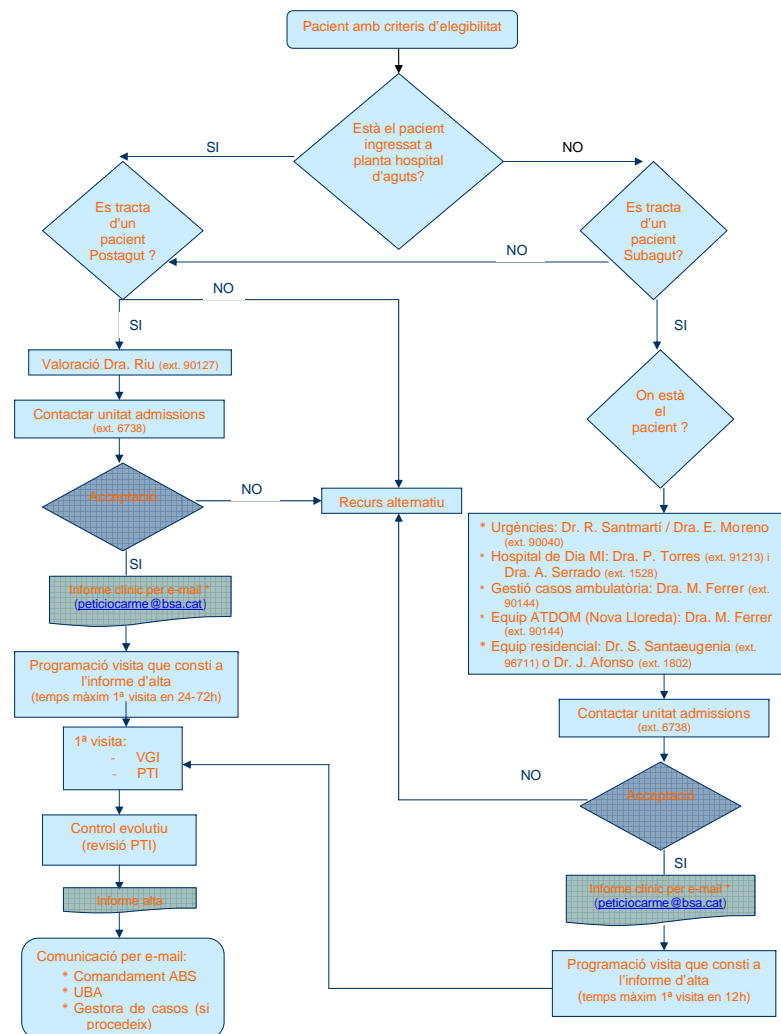 Pacient amb criteris d'elegibilitat
Està el pacient
ingressat a
planta hospital
d'aguts?
SI
NO
Es tracta
d'un
pacient
Postagut ?
Es tracta
d'un
pacient
Subagut?
NO
NO
SI
SI
Valoració Dra. Riu (ext. 90127)
On està
el
pacient ?
Contactar unitat admissions
(ext. 6738)
Acceptació
NO
Recurs alternatiu
SI
* Urgències: Dr. R. Santmartí / Dra. E. Moreno
(ext. 90040)
* Hospital de Dia MI: Dra. P. Torres (ext. 91213) i
Dra. A. Serrado (ext. 1528)
* Gestió casos ambulatòria: Dra. M. Ferrer (ext.
90144)
* Equip ATDOM (Nova Lloreda): Dra. M. Ferrer
(ext. 90144)
* Equip residencial: Dr. S. Santaeugenia (ext.
96711) o Dr. J. Afonso (ext. 1802)
Informe clínic per e-mail *
(peticiocarme@bsa.cat)
Programació visita que consti a
l'informe d'alta
(temps màxim 1ª visita en 24-72h)
Contactar unitat admissions
(ext. 6738)
1ª visita:
- VGI
- PTI
NO
Acceptació
Control evolutiu
(revisió PTI)
SI
Informe alta
Informe clínic per e-mail *
(peticiocarme@bsa.cat)
Comunicació per e-mail:
* Comandament ABS
* UBA
* Gestora de casos (si
procedeix)
Programació visita que consti a
l'informe d'alta
(temps màxim 1ª visita en 12h)